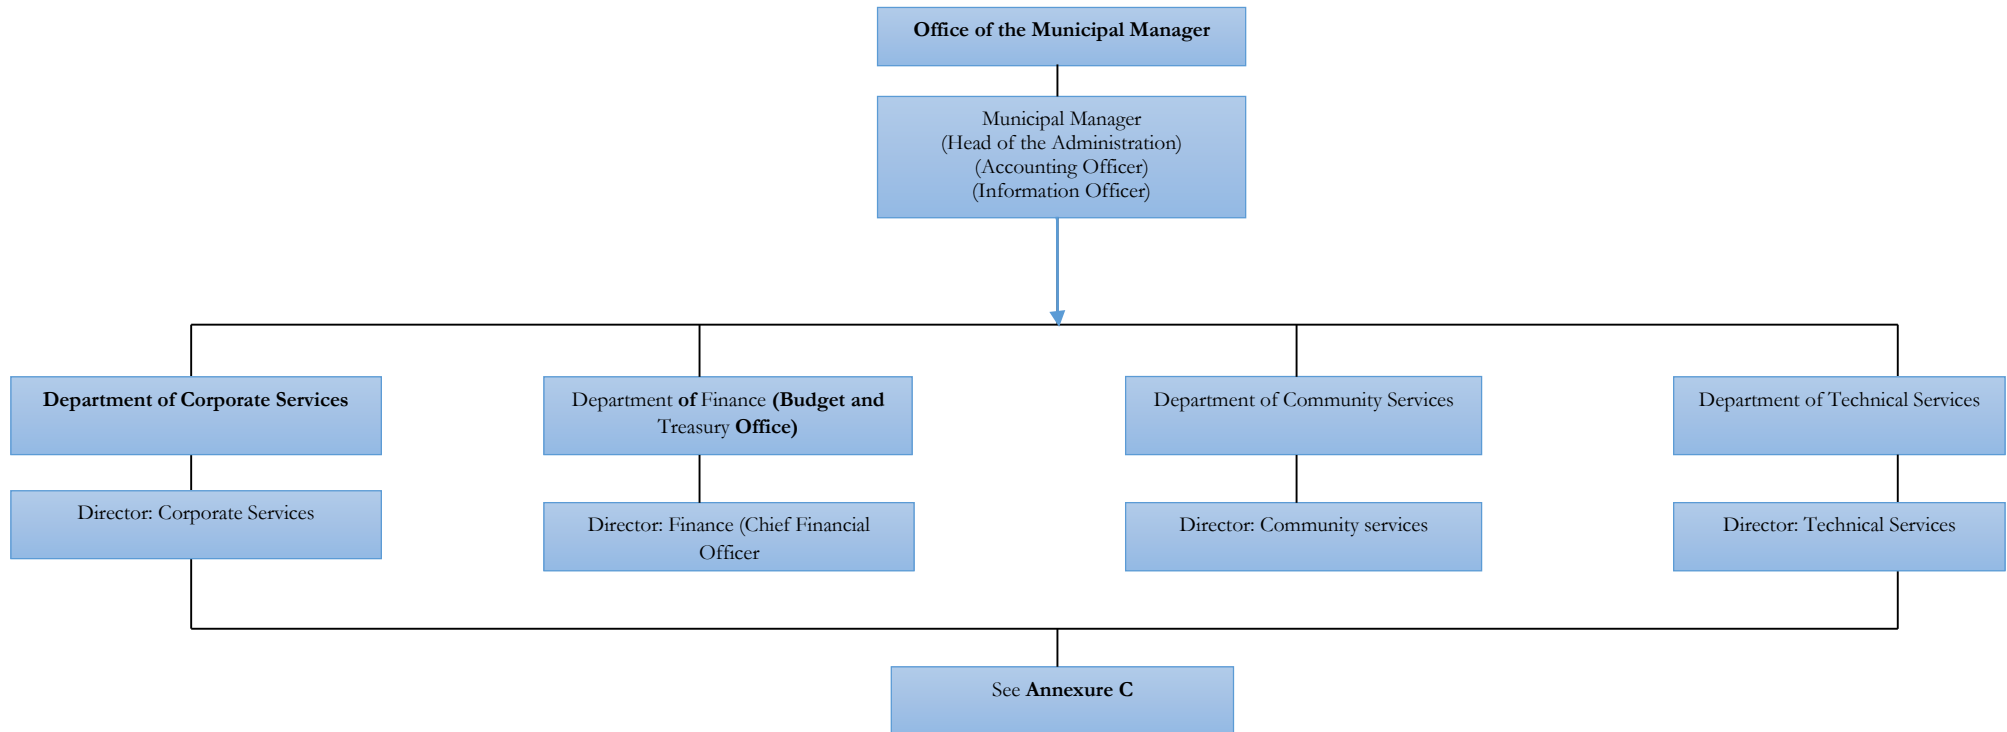 Office of the Municipal Manager
Municipal Manager
(Head of the Administration)
(Accounting Officer)
(Information Officer)
Department of Corporate Services
Department of Finance (Budget and
Treasury Office)
Department of Community Services
Department of Technical Services
Director: Corporate Services
Director: Finance (Chief Financial
Officer
Director: Community services
Director: Technical Services
See Annexure C